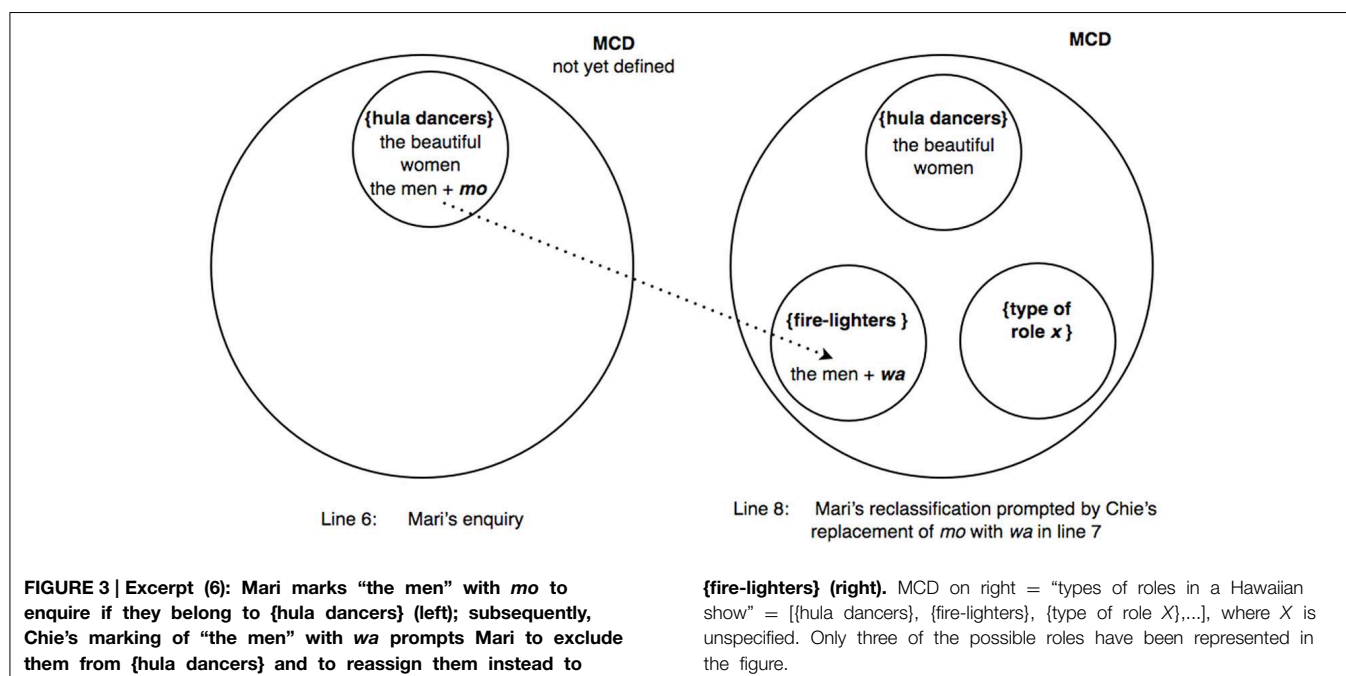 MCD
not yet defined
{hula dancers}
the beautiful
women
the men + mo
Line 6: Mari's enquiry
MCD
{hula dancers}
the beautiful
women
{fire-lighters }
the men + wa
{type of
role x }
Line 8: Mari's reclassification prompted by Chie's
replacement of mo with wa in line 7
FIGURE 3 | Excerpt (6): Mari marks “the men” with mo to
enquire if they belong to {hula dancers} (left); subsequently,
Chie’s marking of “the men” with wa prompts Mari to exclude
them from {hula dancers} and to reassign them instead to
{fire-lighters} (right). MCD on right = “types of roles in a Hawaiian
show” = [{hula dancers}, {fire-lighters}, {type of role X},...], where X is
unspecified. Only three of the possible roles have been represented in
the figure.